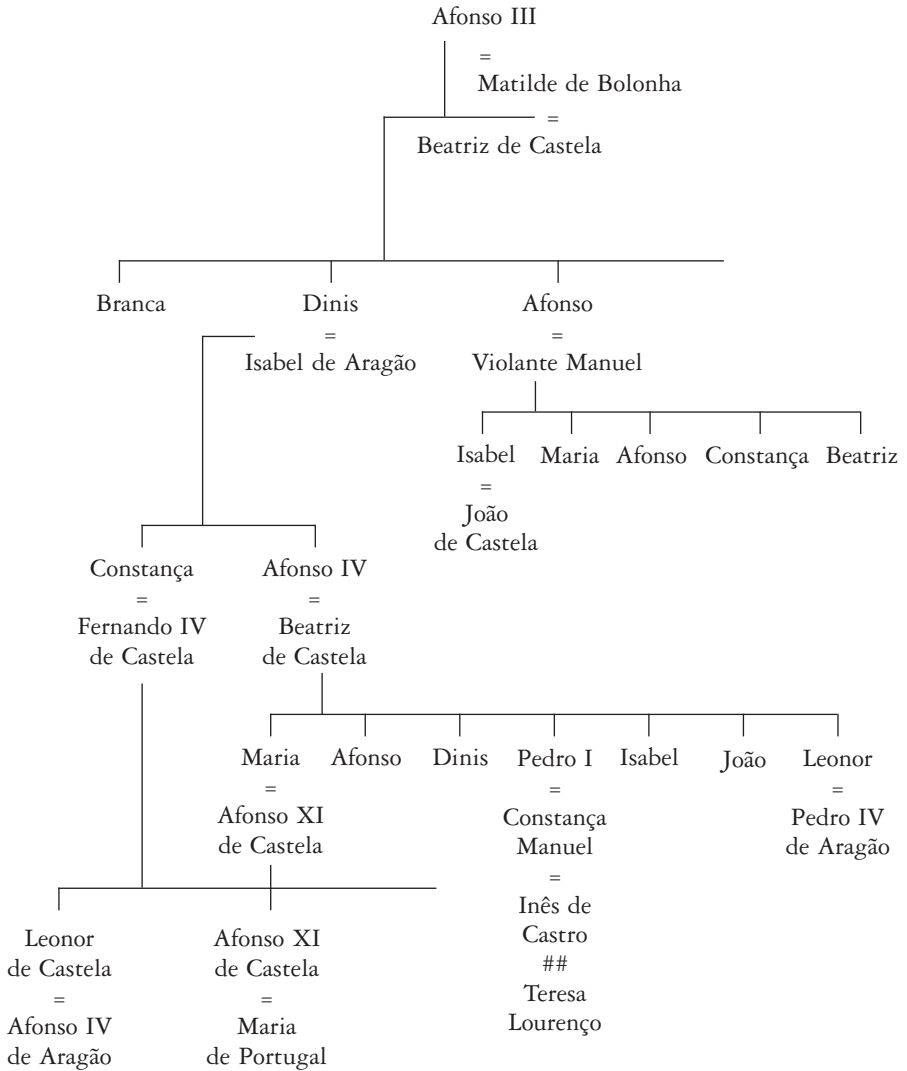 Afonso III
=
Matilde de Bolonha
=
Beatriz de Castela
Branca
Dinis
=
Isabel de Aragão
Afonso
=
Violante Manuel
Isabel
=
João
de Castela
Maria
Afonso
Constança
Beatriz
Constança
=
Fernando IV
de Castela
Afonso IV
=
Beatriz
de Castela
Maria
=
Afonso XI
de Castela
Afonso
Dinis
Pedro I
=
Constança
Manuel
=
Inês de
Castro
##
Teresa
Lourenço
Isabel
João
Leonor
=
Pedro IV
de Aragão
Leonor
de Castela
=
Afonso IV
de Aragão
Afonso XI
de Castela
=
Maria
de Portugal